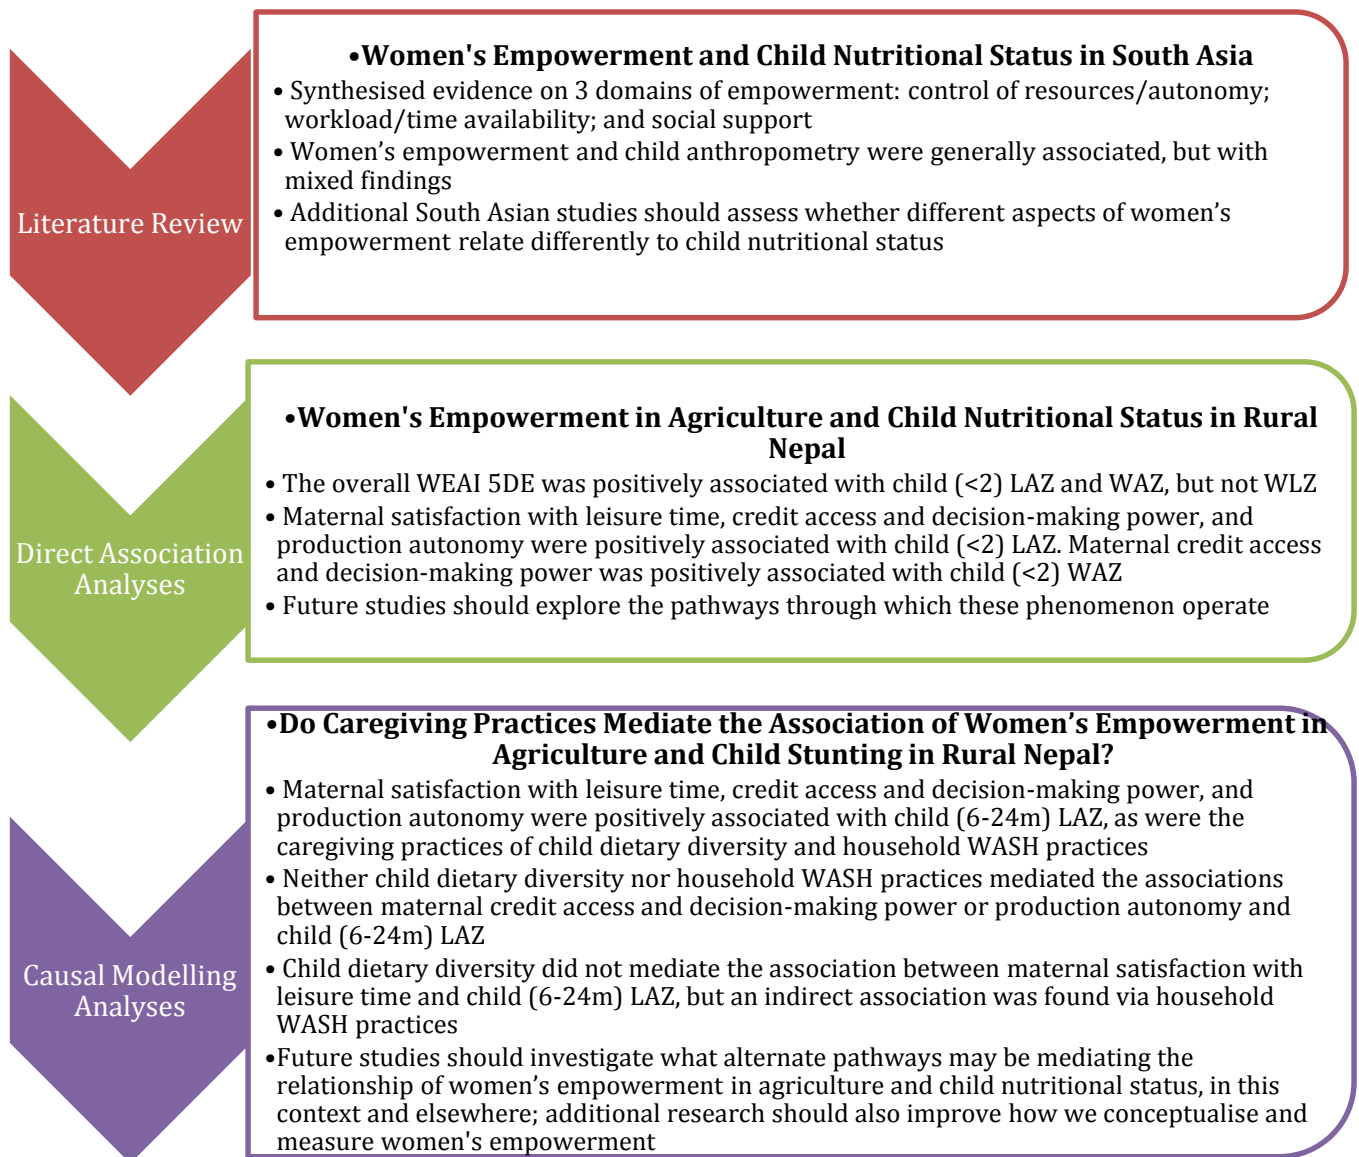 Literature Review
•Women's Empowerment and Child Nutritional Status in South Asia
• Synthesised evidence on 3 domains of empowerment: control of resources/autonomy;
workload/time availability; and social support
• Women’s empowerment and child anthropometry were generally associated, but with
mixed findings
• Additional South Asian studies should assess whether different aspects of women’s
empowerment relate differently to child nutritional status
Direct Association
Analyses
•Women's Empowerment in Agriculture and Child Nutritional Status in Rural
Nepal
• The overall WEAI 5DE was positively associated with child (<2) LAZ and WAZ, but not WLZ
• Maternal satisfaction with leisure time, credit access and decision-making power, and
production autonomy were positively associated with child (<2) LAZ. Maternal credit access
and decision-making power was positively associated with child (<2) WAZ
• Future studies should explore the pathways through which these phenomenon operate
Causal Modelling
Analyses
•Do Caregiving Practices Mediate the Association of Women’s Empowerment in
Agriculture and Child Stunting in Rural Nepal?
• Maternal satisfaction with leisure time, credit access and decision-making power, and
production autonomy were positively associated with child (6-24m) LAZ, as were the
caregiving practices of child dietary diversity and household WASH practices
• Neither child dietary diversity nor household WASH practices mediated the associations
between maternal credit access and decision-making power or production autonomy and
child (6-24m) LAZ
• Child dietary diversity did not mediate the association between maternal satisfaction with
leisure time and child (6-24m) LAZ, but an indirect association was found via household
WASH practices
•Future studies should investigate what alternate pathways may be mediating the
relationship of women’s empowerment in agriculture and child nutritional status, in this
context and elsewhere; additional research should also improve how we conceptualise and
measure women's empowerment